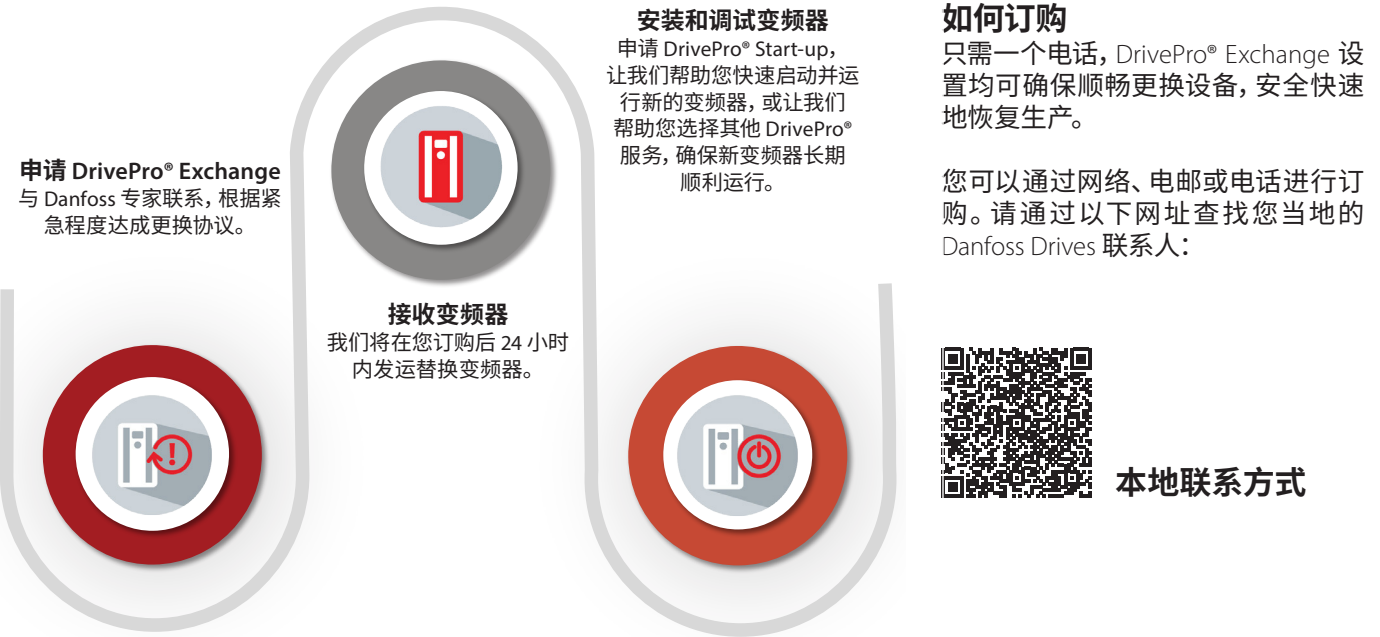 申请 DrivePro® Exchange
与 Danfoss 专家联系，根据紧
急程度达成更换协议。
接收变频器
我们将在您订购后 24 小时
内发运替换变频器。
安装和调试变频器
申请 DrivePro® Start-up，
让我们帮助您快速启动并运
行新的变频器，或让我们
帮助您选择其他 DrivePro®
服务，确保新变频器长期
顺利运行。
如何订购
只需一个电话，DrivePro® Exchange 设
置均可确保顺畅更换设备，安全快速
地恢复生产。
您可以通过网络、电邮或电话进行订
购。请通过以下网址查找您当地的
Danfoss Drives 联系人：
本地联系方式